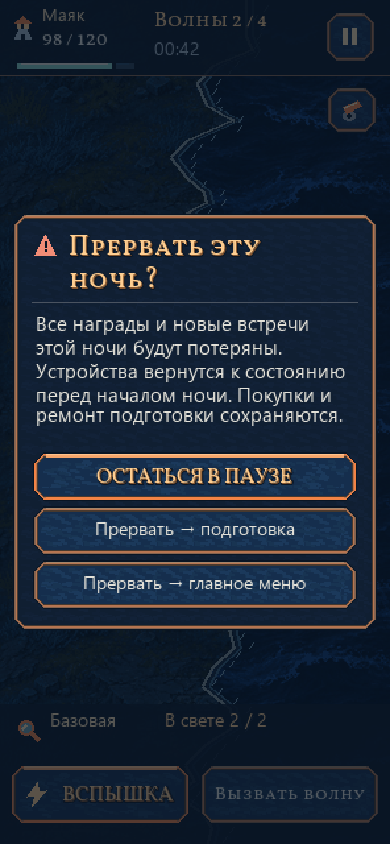 Маяк
98 / 120
Волны 2 / 4
00:42
Прервать эту
ночь?
Все награды и новые встречи
этой ночи будут потеряны.
Устройства вернутся к состоянию
перед началом ночи. Покупки и
ремонт подготовки сохраняются.
ОСТАТЬСЯ В ПАУЗЕ
Прервать → подготовка
Прервать → главное меню
Базовая
В свете 2 / 2
ВСПЫШКА
Вызвать волну